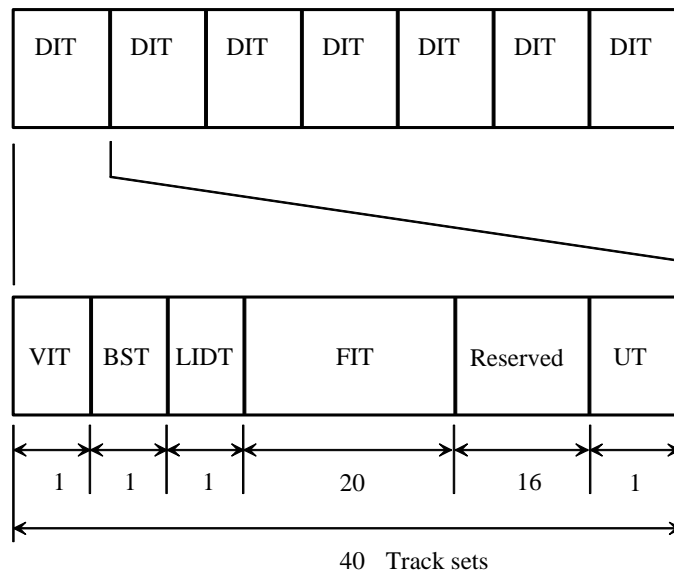 DIT DIT DIT DIT DIT DIT DIT
VIT BST LIDT FIT Reserved UT
1 1 1 20 16 1
40 Track sets